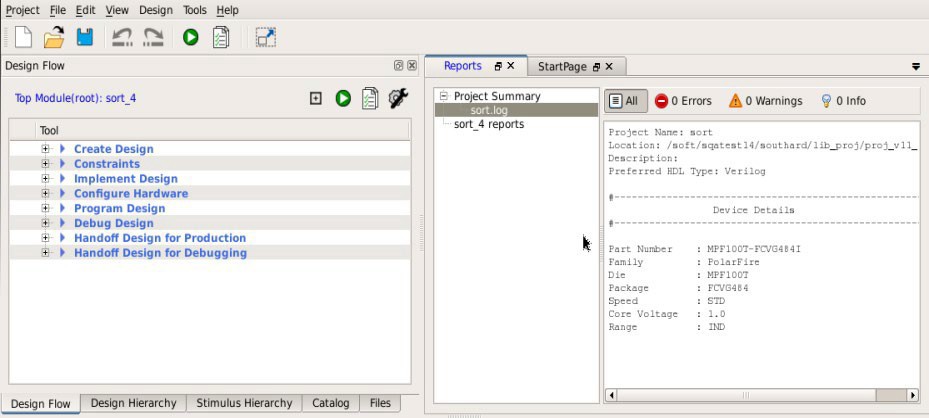 Project File Edit View Design Tools Help
Design Flow
Top Module(root): sort_4
Tool
Create Design
Constraints
Implement Design
Configure Hardware
Program Design
Debug Design
Handoff Design for Production
Handoff Design for Debugging
Design Flow Design Hierarchy Stimulus Hierarchy Catalog Files
Reports StartPage
Project Summary
sort.log
sort_4 reports
All 0 Errors 0 Warnings 0 Info
Project Name: sort
Location: /soft/sqatest14/southard/lib_proj/proj_v11_
Description:
Preferred HDL Type: Verilog
#--------------------------------------------------
Device Details
#--------------------------------------------------
Part Number : MPF100T-FCVG484I
Family : PolarFire
Die : MPF100T
Package : FCVG484
Speed : STD
Core Voltage : 1.0
Range : IND